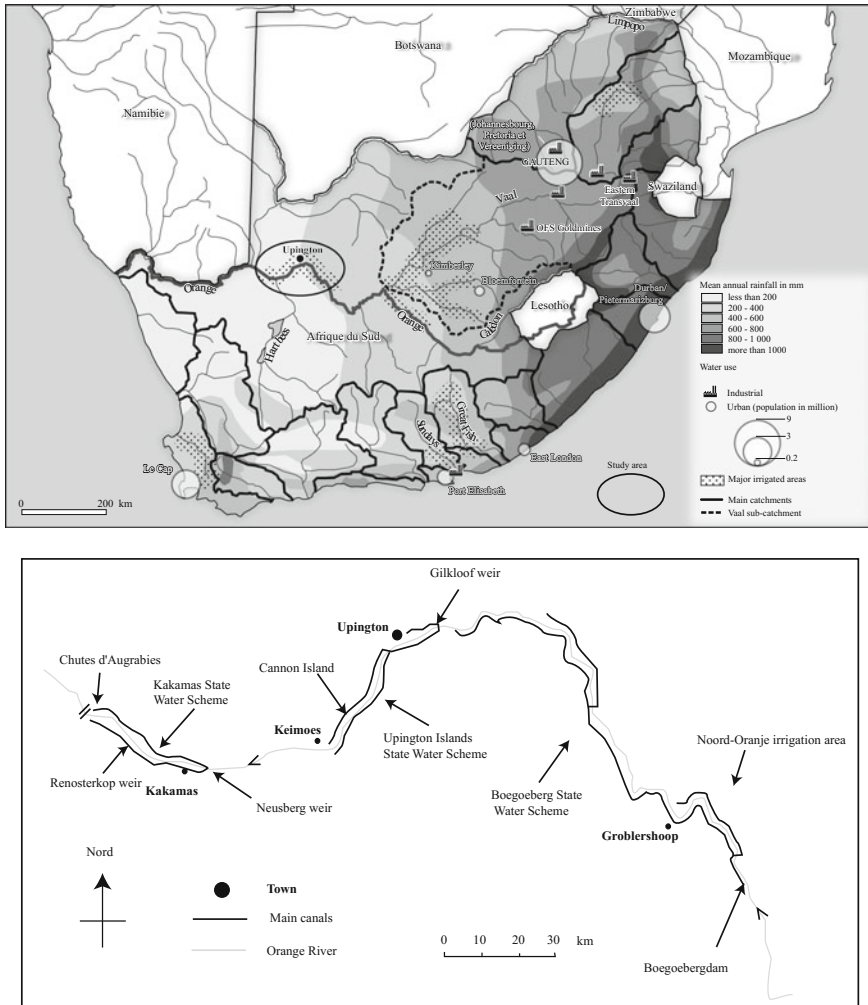 Zimbabwe
Limpopo
Botswana
Mozambique
Namibie
(Johannesbourg,
Pretoria et
Vereeniging)
GAUTENG
Swaziland
Eastern
Transvaal
Vaal
OFS Goldmines
Upington
Kimberley
Bloemfontein
Orange
Lesotho
Durban/
Pietermarizburg
Orange
Caledon
Afrique du Sud
Hartbees
Great Fish
Sundays
East London
Le Cap
Port Elisabeth
0 200 km
Study area
Mean annual rainfall in mm
less than 200
200 - 400
400 - 600
600 - 800
800 - 1 000
more than 1000
Water use
Industrial
Urban (population in million)
9
3
0.2
Major irrigated areas
Main catchments
Vaal sub-catchment
Gilkloof weir
Upington
Chutes d'Augrabies
Cannon Island
Kakamas State
Water Scheme
Keimoes
Upington Islands
State Water Scheme
Noord-Oranje irrigation area
Renosterkop weir
Kakamas
Neusberg weir
Boegoeberg State
Water Scheme
Groblershoop
Nord
Town
Main canals
Orange River
0 10 20 30 km
Boegoebergdam